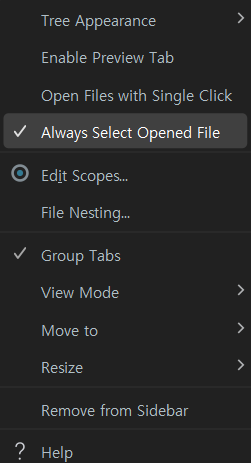 Tree Appearance
Enable Preview Tab
Open Files with Single Click
Always Select Opened File
Edit Scopes...
File Nesting...
Group Tabs
View Mode
Move to
Resize
Remove from Sidebar
? Help